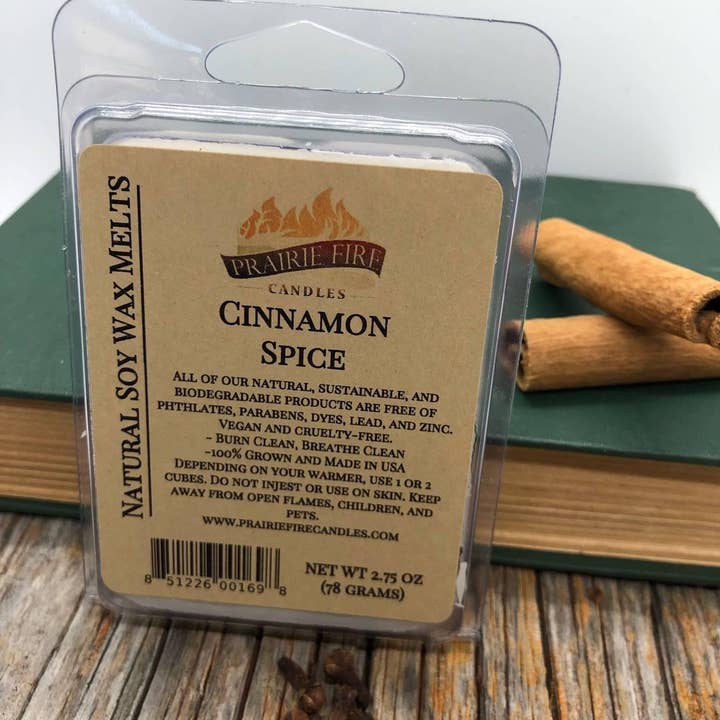 NATURAL SOY WAX MELTS
PRAIRIE FIRE
CANDLES
CINNAMON
SPICE
ALL OF OUR NATURAL, SUSTAINABLE, AND
BIODEGRADABLE PRODUCTS ARE FREE OF
PHTHLATES, PARABENS, DYES, LEAD, AND ZINC.
VEGAN AND CRUELTY-FREE.
- BURN CLEAN, BREATHE CLEAN
-100% GROWN AND MADE IN USA
DEPENDING ON YOUR WARMER, USE 1 OR 2
CUBES. DO NOT INJEST OR USE ON SKIN. KEEP
AWAY FROM OPEN FLAMES, CHILDREN, AND
PETS.
WWW.PRAIRIEFIRECANDLES.COM
8 51226 00169 8
NET WT 2.75 OZ
(78 GRAMS)